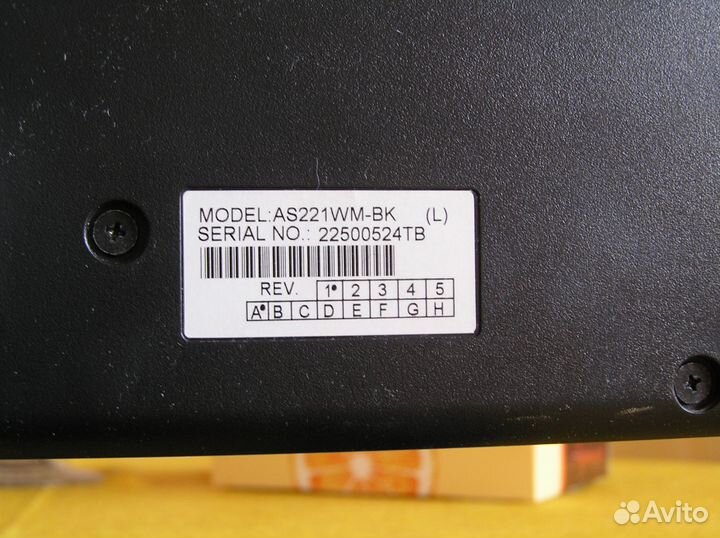 MODEL:AS221WM-BK (L)
SERIAL NO.: 22500524TB
REV. 1• 2 3 4 5
A• B C D E F G H
Avito